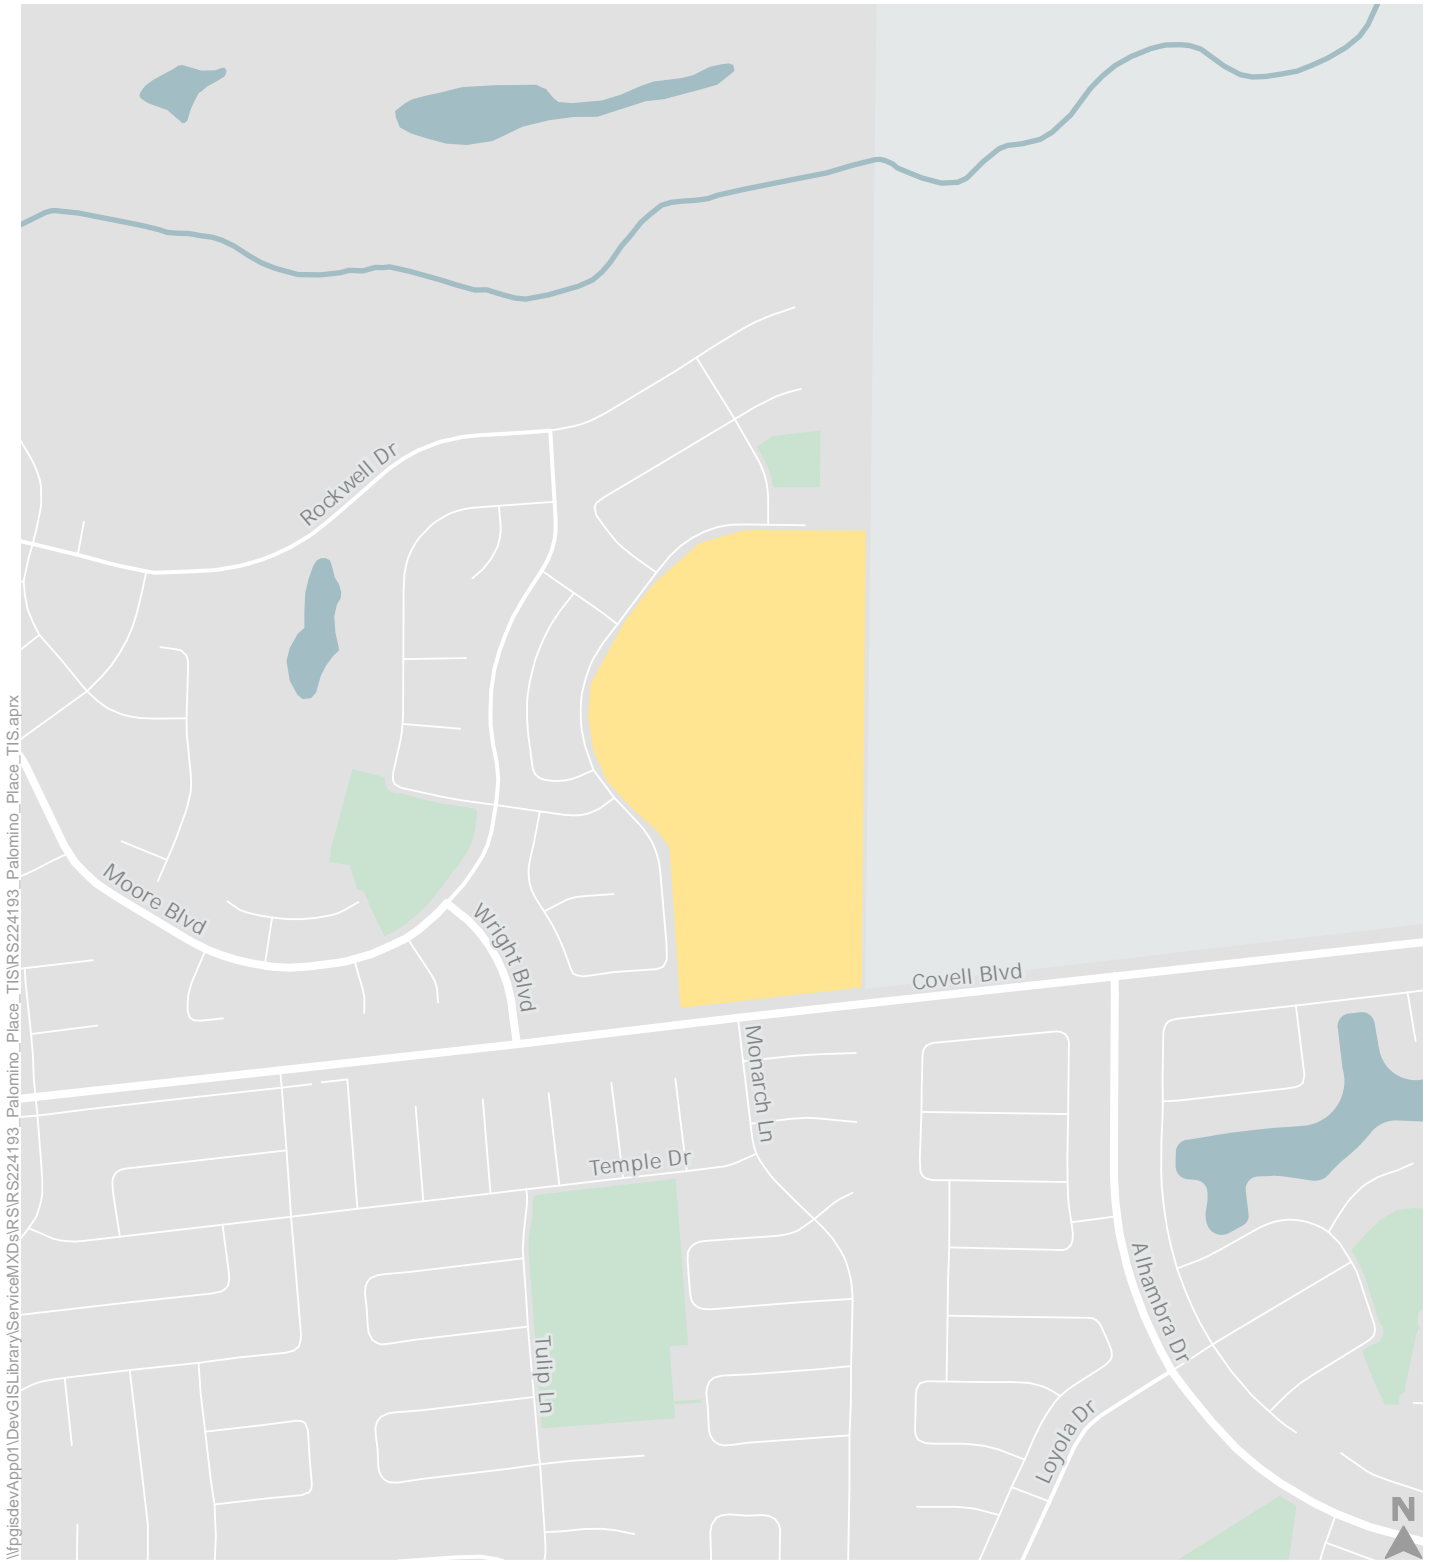 Rockwell Dr
Moore Blvd
Wright Blvd
Covell Blvd
Monarch Ln
Temple Dr
Alhambra Dr
Tulip Ln
Loyola Dr
N
\\fpgisdevApp01\DevGISLibrary\ServiceMXDs\RS\RS224193_Palomino_Place_TIS\RS224193_Palomino_Place_TIS.aprx